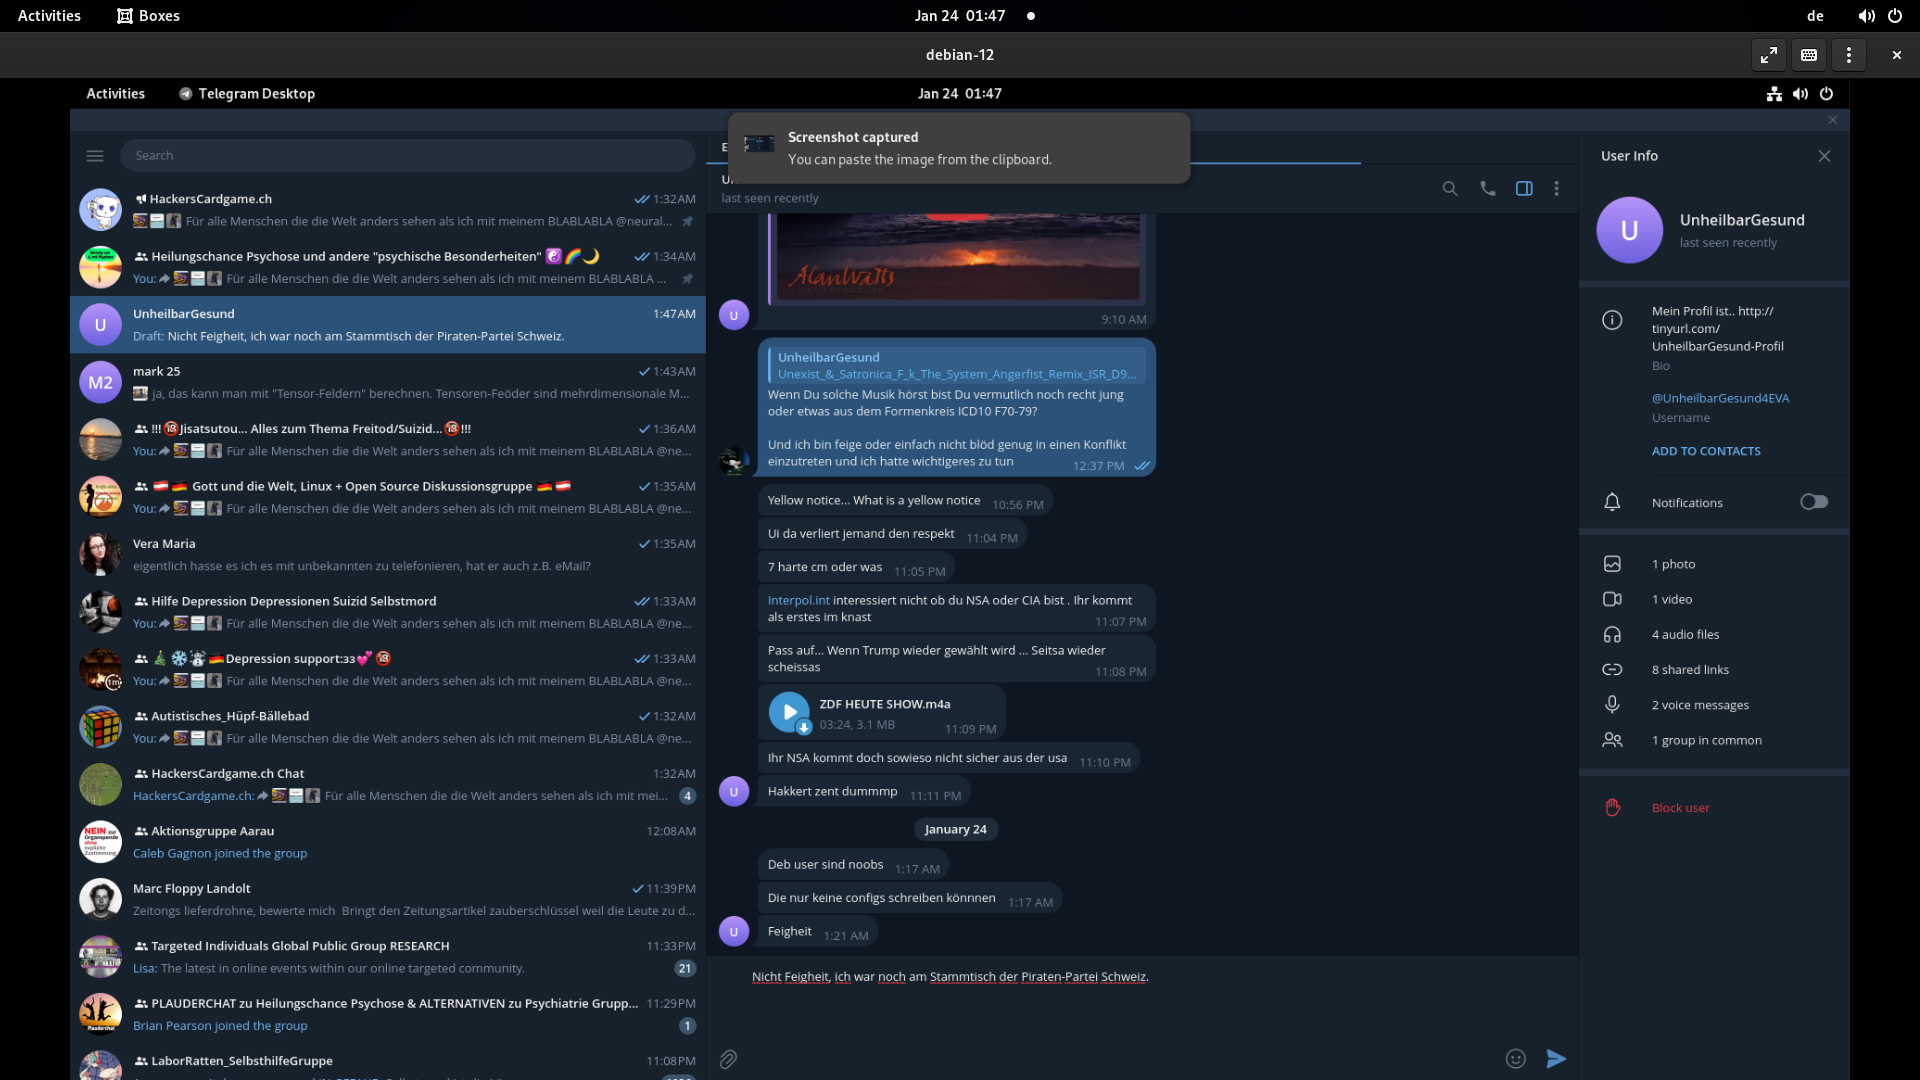 Activities
Boxes
Jan 24 01:47
de
debian-12
Activities
Telegram Desktop
Jan 24 01:47
Screenshot captured
You can paste the image from the clipboard.
Search
HackersCardgame.ch
1:32 AM
Für alle Menschen die die Welt anders sehen als ich mit meinem BLABLABLA @neural...
Heilungschance Psychose und andere "psychische Besonderheiten"
1:34 AM
You: Für alle Menschen die die Welt anders sehen als ich mit meinem BLABLABLA ...
U
UnheilbarGesund
1:47 AM
Draft: Nicht Feigheit, ich war noch am Stammtisch der Piraten-Partei Schweiz.
M2
mark 25
1:43 AM
ja, das kann man mit "Tensor-Feldern" berechnen. Tensoren-Feöder sind mehrdimensionale M...
!!!🔞Jisatsutou... Alles zum Thema Freitod/Suizid...🔞!!!
1:36 AM
You: Für alle Menschen die die Welt anders sehen als ich mit meinem BLABLABLA @ne...
Gott und die Welt, Linux + Open Source Diskussionsgruppe
1:35 AM
You: Für alle Menschen die die Welt anders sehen als ich mit meinem BLABLABLA @ne...
Vera Maria
1:35 AM
eigentlich hasse es ich es mit unbekannten zu telefonieren, hat er auch z.B. eMail?
Hilfe Depression Depressionen Suizid Selbstmord
1:33 AM
You: Für alle Menschen die die Welt anders sehen als ich mit meinem BLABLABLA @ne...
Depression support:зз💕🔞
1:33 AM
1m
You: Für alle Menschen die die Welt anders sehen als ich mit meinem BLABLABLA @ne...
Autistisches_Hüpf-Bällebad
1:32 AM
You: Für alle Menschen die die Welt anders sehen als ich mit meinem BLABLABLA @ne...
HackersCardgame.ch Chat
1:32 AM
HackersCardgame.ch: Für alle Menschen die die Welt anders sehen als ich mit mei...
4
Aktionsgruppe Aarau
12:08 AM
Caleb Gagnon joined the group
Marc Floppy Landolt
11:39 PM
Zeitongs lieferdrohne, bewerte mich Bringt den Zeitungsartikel zauberschlüssel weil die Leute zu d...
Targeted Individuals Global Public Group RESEARCH
11:33 PM
Lisa: The latest in online events within our online targeted community.
21
PLAUDERCHAT zu Heilungschance Psychose & ALTERNATIVEN zu Psychiatrie Grupp...
11:29 PM
Brian Pearson joined the group
1
LaborRatten_SelbsthilfeGruppe
11:08 PM
last seen recently
AlanWatts
9:10 AM
U
UnheilbarGesund
Unexist_&_Satronica_F_k_The_System_Angerfist_Remix_ISR_D9...
Wenn Du solche Musik hörst bist Du vermutlich noch recht jung
oder etwas aus dem Formenkreis ICD10 F70-79?
Und ich bin feige oder einfach nicht blöd genug in einen Konflikt
einzutreten und ich hatte wichtigeres zu tun
12:37 PM
Yellow notice... What is a yellow notice 10:56 PM
Ui da verliert jemand den respekt 11:04 PM
7 harte cm oder was 11:05 PM
Interpol.int interessiert nicht ob du NSA oder CIA bist . Ihr kommt
als erstes im knast
11:07 PM
Pass auf... Wenn Trump wieder gewählt wird ... Seitsa wieder
scheissas
11:08 PM
ZDF HEUTE SHOW.m4a
03:24, 3.1 MB
11:09 PM
Ihr NSA kommt doch sowieso nicht sicher aus der usa 11:10 PM
U
Hakkert zent dummmp 11:11 PM
January 24
Deb user sind noobs 1:17 AM
Die nur keine configs schreiben könnnen 1:17 AM
U
Feigheit 1:21 AM
Nicht Feigheit, ich war noch am Stammtisch der Piraten-Partei Schweiz.
User Info
U
UnheilbarGesund
last seen recently
Mein Profil ist.. http://
tinyurl.com/
UnheilbarGesund-Profil
Bio
@UnheilbarGesund4EVA
Username
ADD TO CONTACTS
Notifications
1 photo
1 video
4 audio files
8 shared links
2 voice messages
1 group in common
Block user